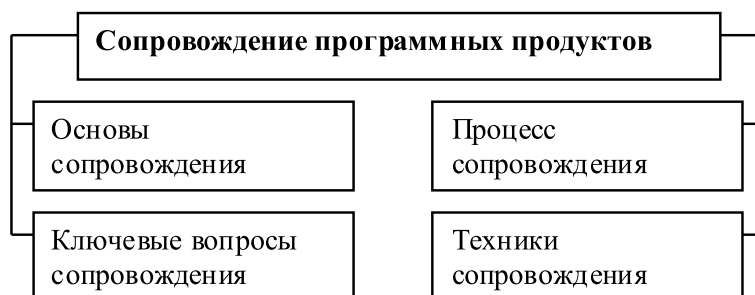 Сопровождение программных продуктов
Основы
сопровождения
Процесс
сопровождения
Ключевые вопросы
сопровождения
Техники
сопровождения